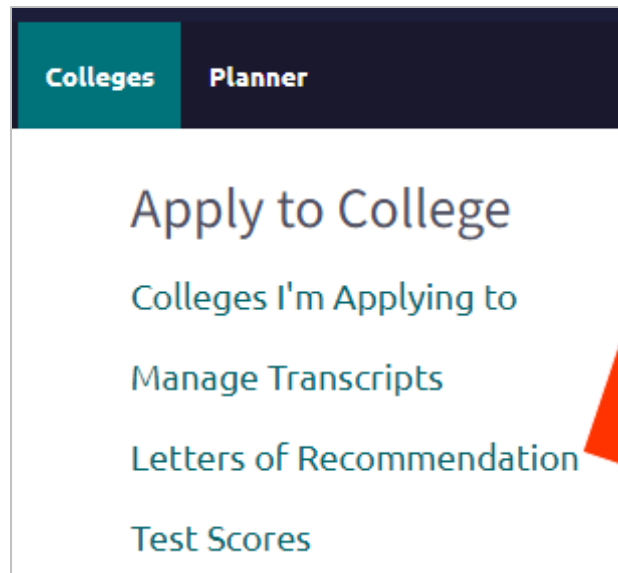 Colleges Planner
Apply to College
Colleges I'm Applying to
Manage Transcripts
Letters of Recommendation
Test Scores